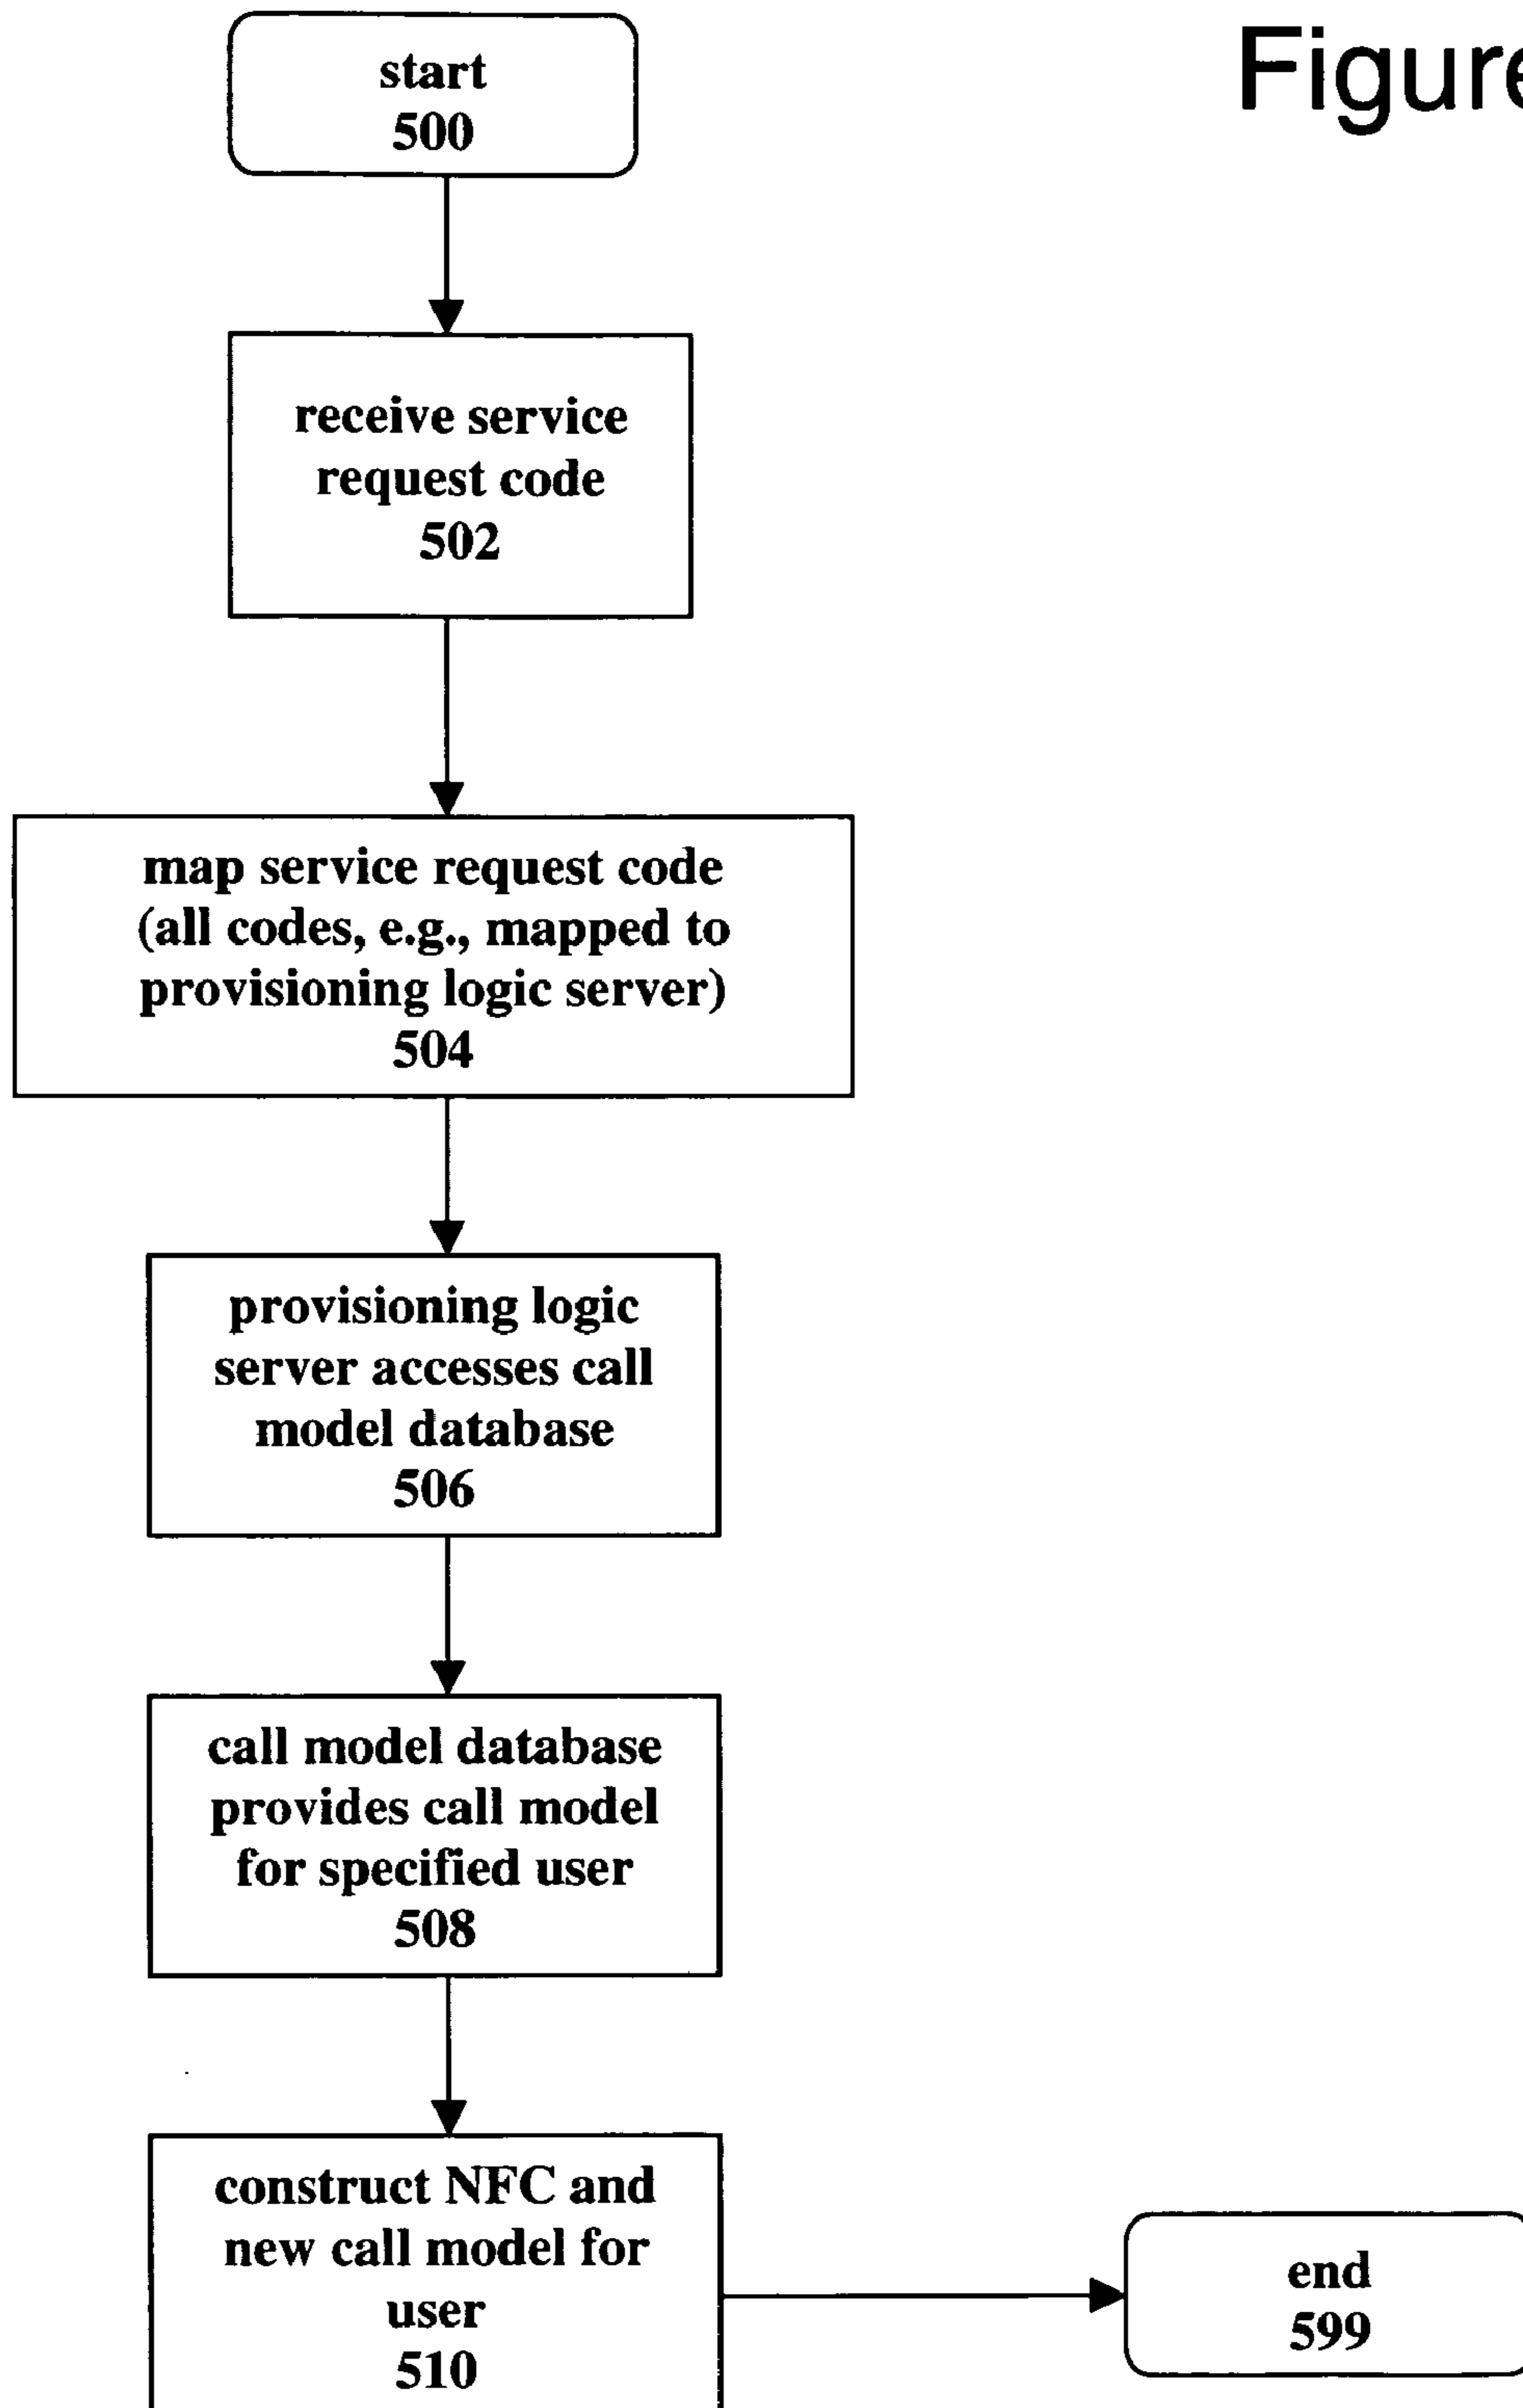 Figure
start
500
receive service
request code
502
map service request code
(all codes, e.g., mapped to
provisioning logic server)
504
provisioning logic
server accesses call
model database
506
call model database
provides call model
for specified user
508
construct NFC and
new call model for
user
510
end
599